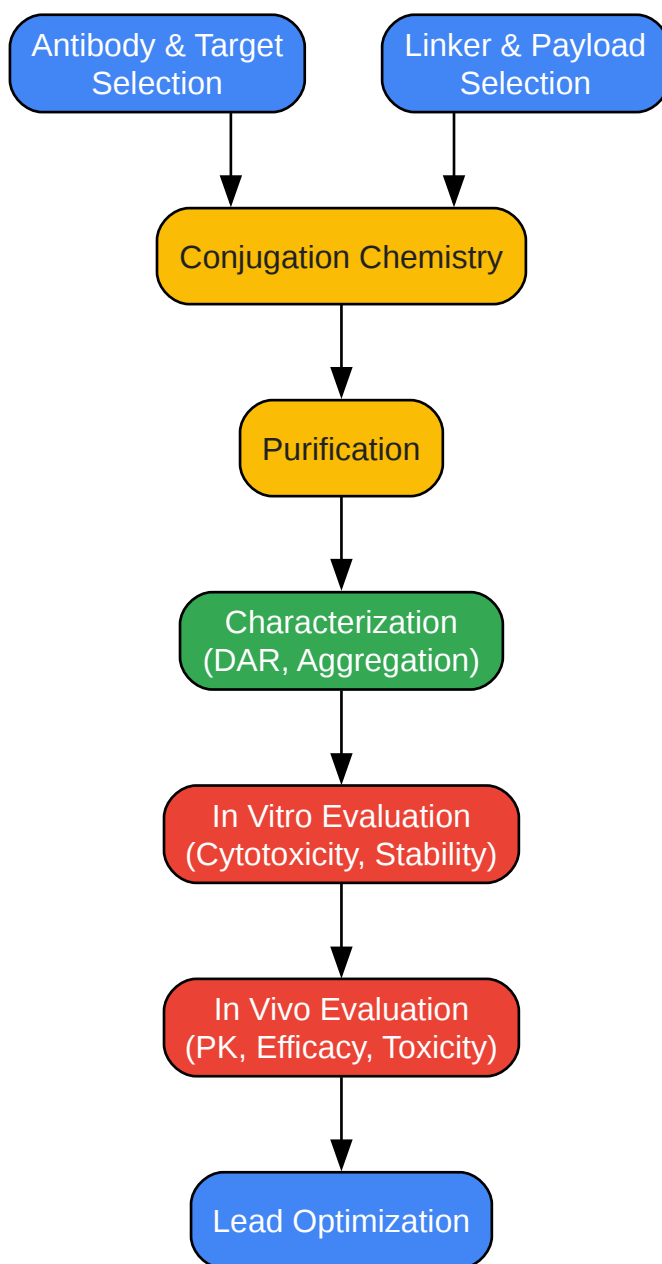 Antibody & Target
Selection
Linker & Payload
Selection
Conjugation Chemistry
Purification
Characterization
(DAR, Aggregation)
In Vitro Evaluation
(Cytotoxicity, Stability)
In Vivo Evaluation
(PK, Efficacy, Toxicity)
Lead Optimization